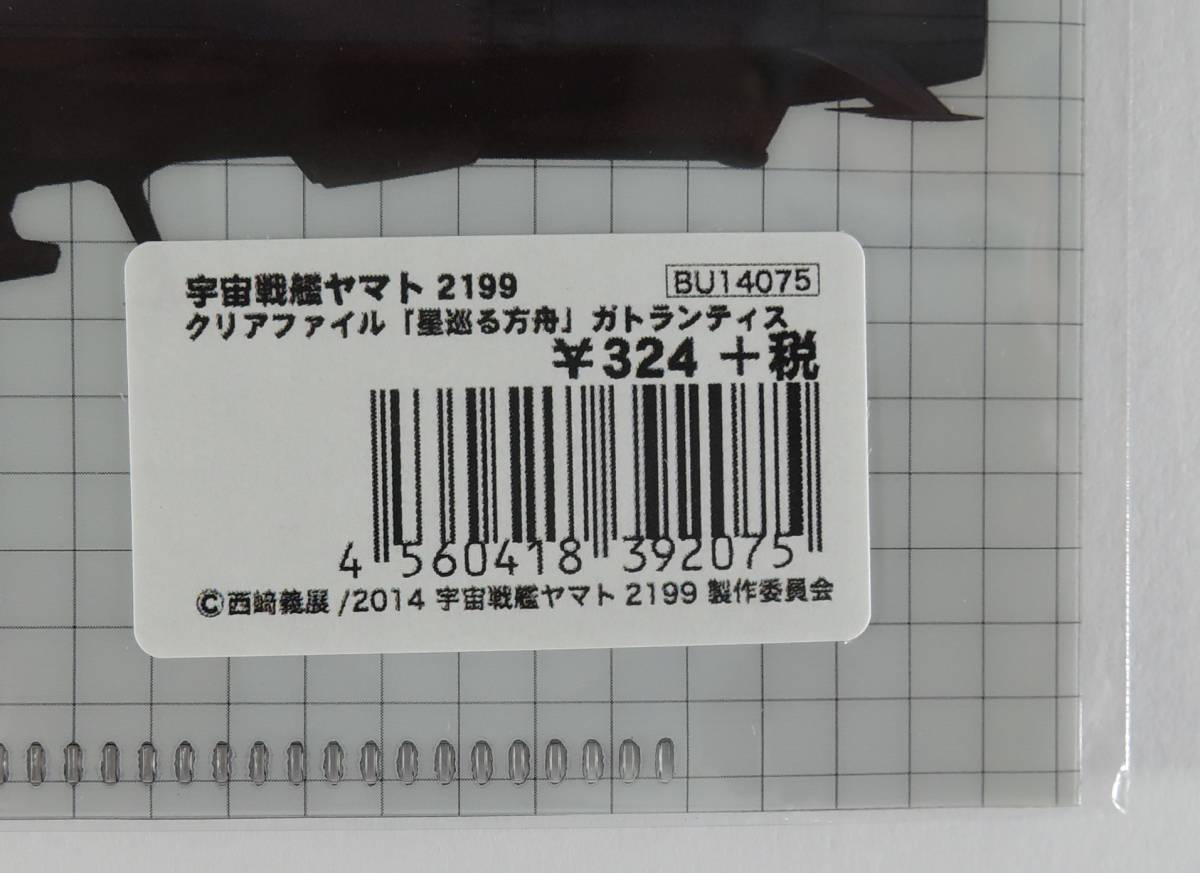 宇宙戦艦ヤマト 2199 BU14075
クリアファイル「星巡る方舟」ガトランティス
¥324 +税
4 560418 392075
©西﨑義展/2014 宇宙戦艦ヤマト 2199 製作委員会